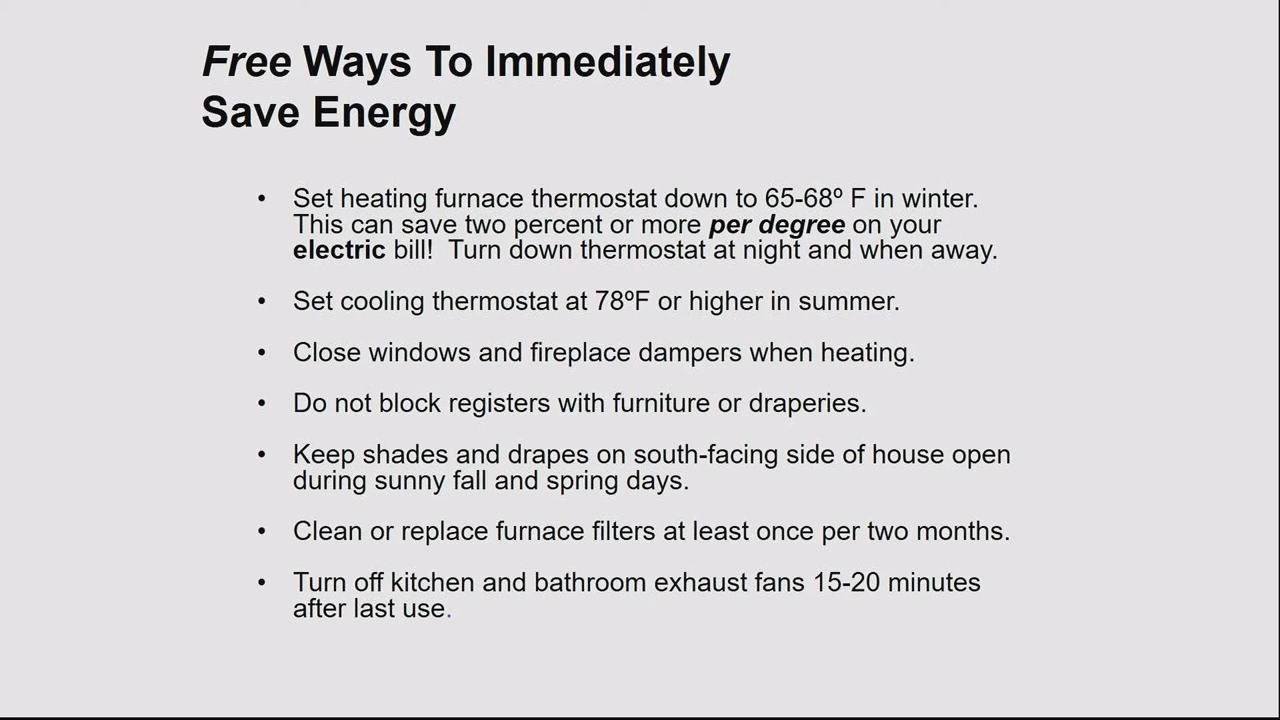 Free Ways To Immediately
Save Energy
• Set heating furnace thermostat down to 65-68º F in winter.
This can save two percent or more per degree on your
electric bill!  Turn down thermostat at night and when away.
• Set cooling thermostat at 78ºF or higher in summer.
• Close windows and fireplace dampers when heating.
• Do not block registers with furniture or draperies.
• Keep shades and drapes on south-facing side of house open
during sunny fall and spring days.
• Clean or replace furnace filters at least once per two months.
• Turn off kitchen and bathroom exhaust fans 15-20 minutes
after last use.